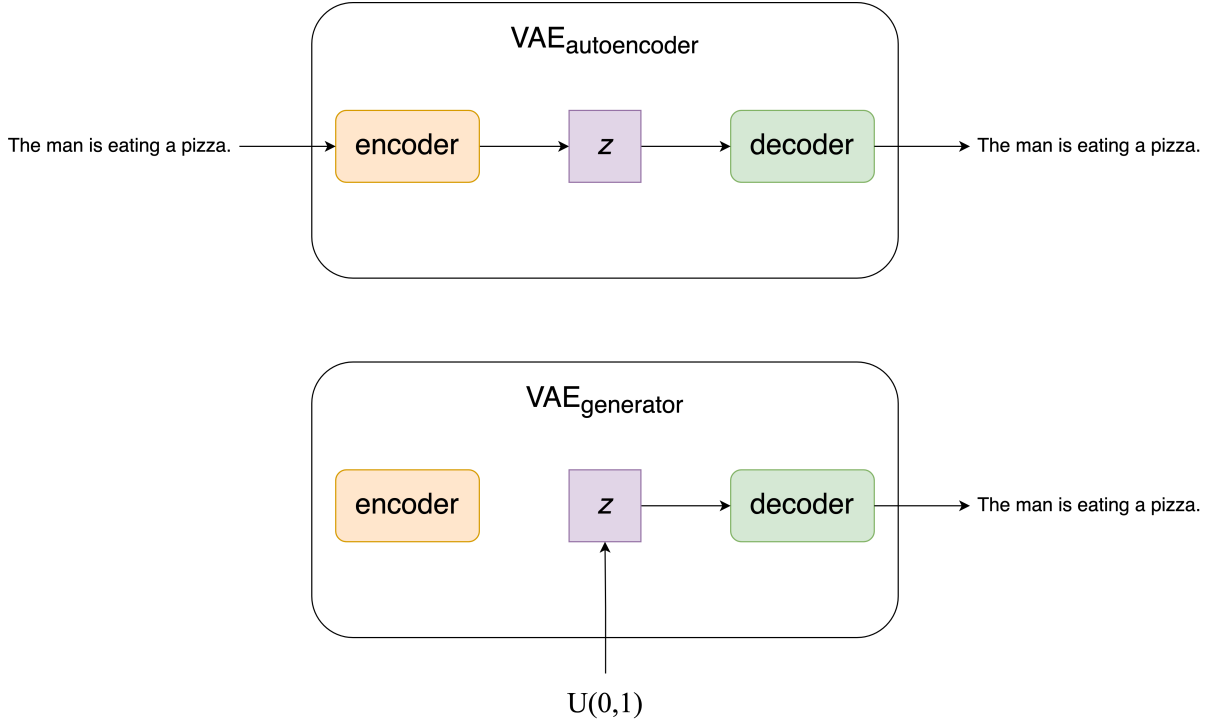 VAEautoencoder
The man is eating a pizza.
encoder
z
decoder
The man is eating a pizza.
VAEgenerator
encoder
z
decoder
The man is eating a pizza.
U(0,1)